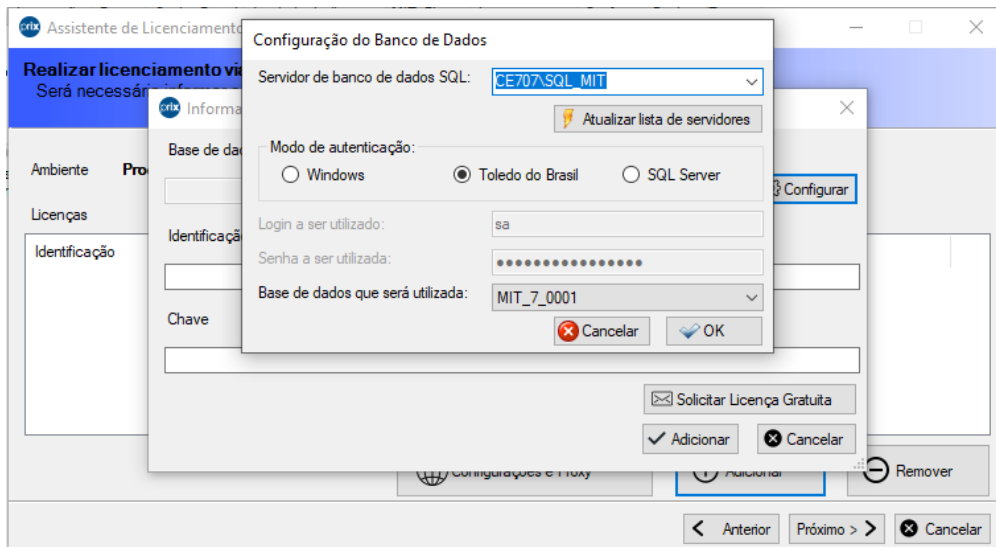 prix Assistente de Licenciamento
Realizar licenciamento via
Será necessário
Ambiente
Licenças
Identificação
prix
Base de
Identificação
Chave
Configurar
Solicitar Licença Gratuita
Adicionar
Cancelar
Configuração do Banco de Dados
Servidor de banco de dados SQL:
CE707\SQL_MIT
Atualizar lista de servidores
Modo de autenticação:
Windows
Toledo do Brasil
SQL Server
Login a ser utilizado:
sa
Senha a ser utilizada:
••••••••••••••••
Base de dados que será utilizada:
MIT_7_0001
Cancelar
OK
Configurações e Proxy
Adicionar
Remover
< Anterior
Próximo > >
Cancelar